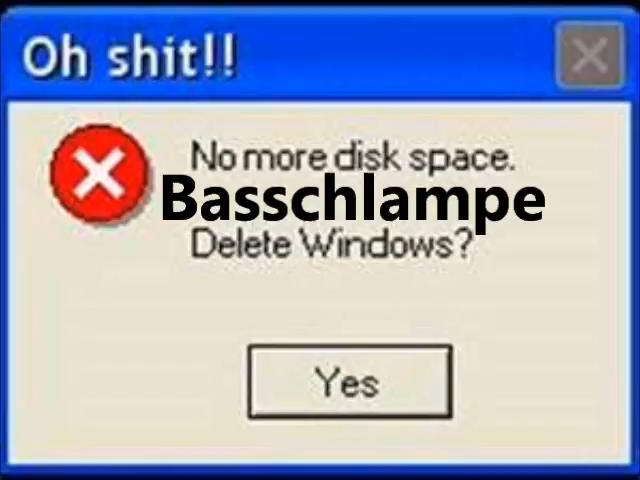 Oh shit!!
No more disk space.
Basschlampe
Delete Windows?
Yes